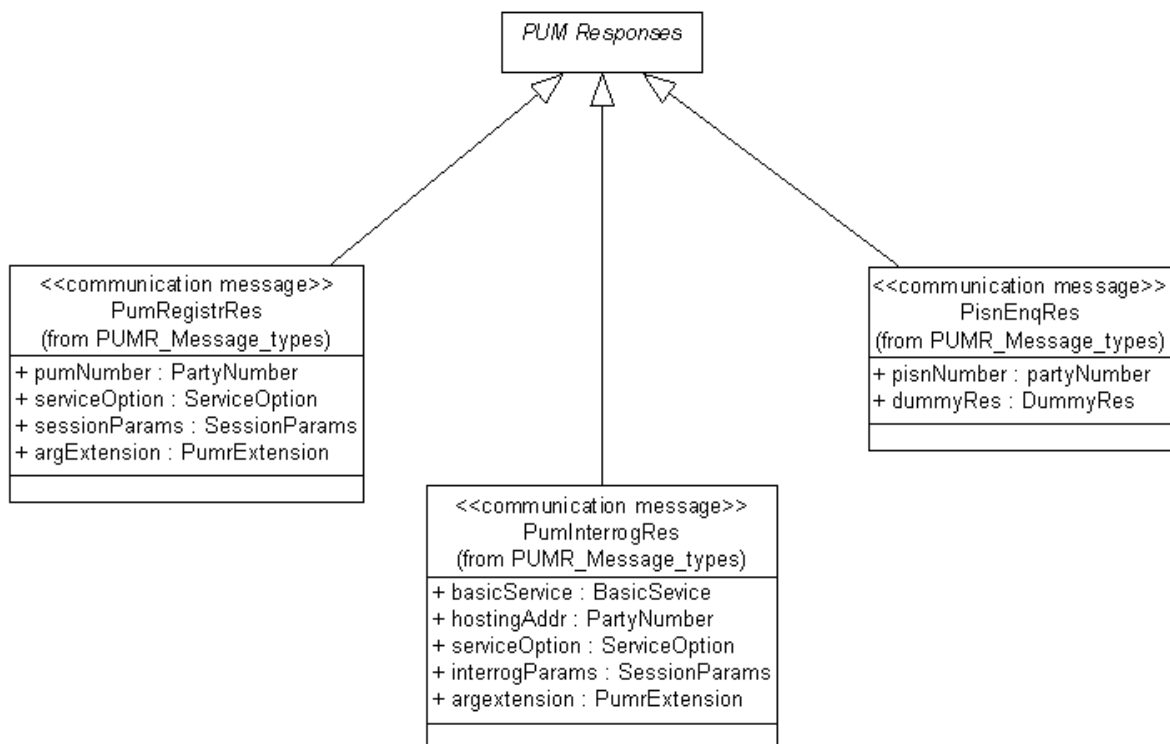 PUM Responses
<<communication message>>
PumRegistrRes
(from PUMR_Message_types)
+ pumNumber : PartyNumber
+ serviceOption : ServiceOption
+ sessionParams : SessionParams
+ argExtension : PumrExtension
<<communication message>>
PumInterrogRes
(from PUMR_Message_types)
+ basicService : BasicSevice
+ hostingAddr : PartyNumber
+ serviceOption : ServiceOption
+ interrogParams : SessionParams
+ argextension : PumrExtension
<<communication message>>
PisnEnqRes
(from PUMR_Message_types)
+ pisnNumber : partyNumber
+ dummyRes : DummyRes